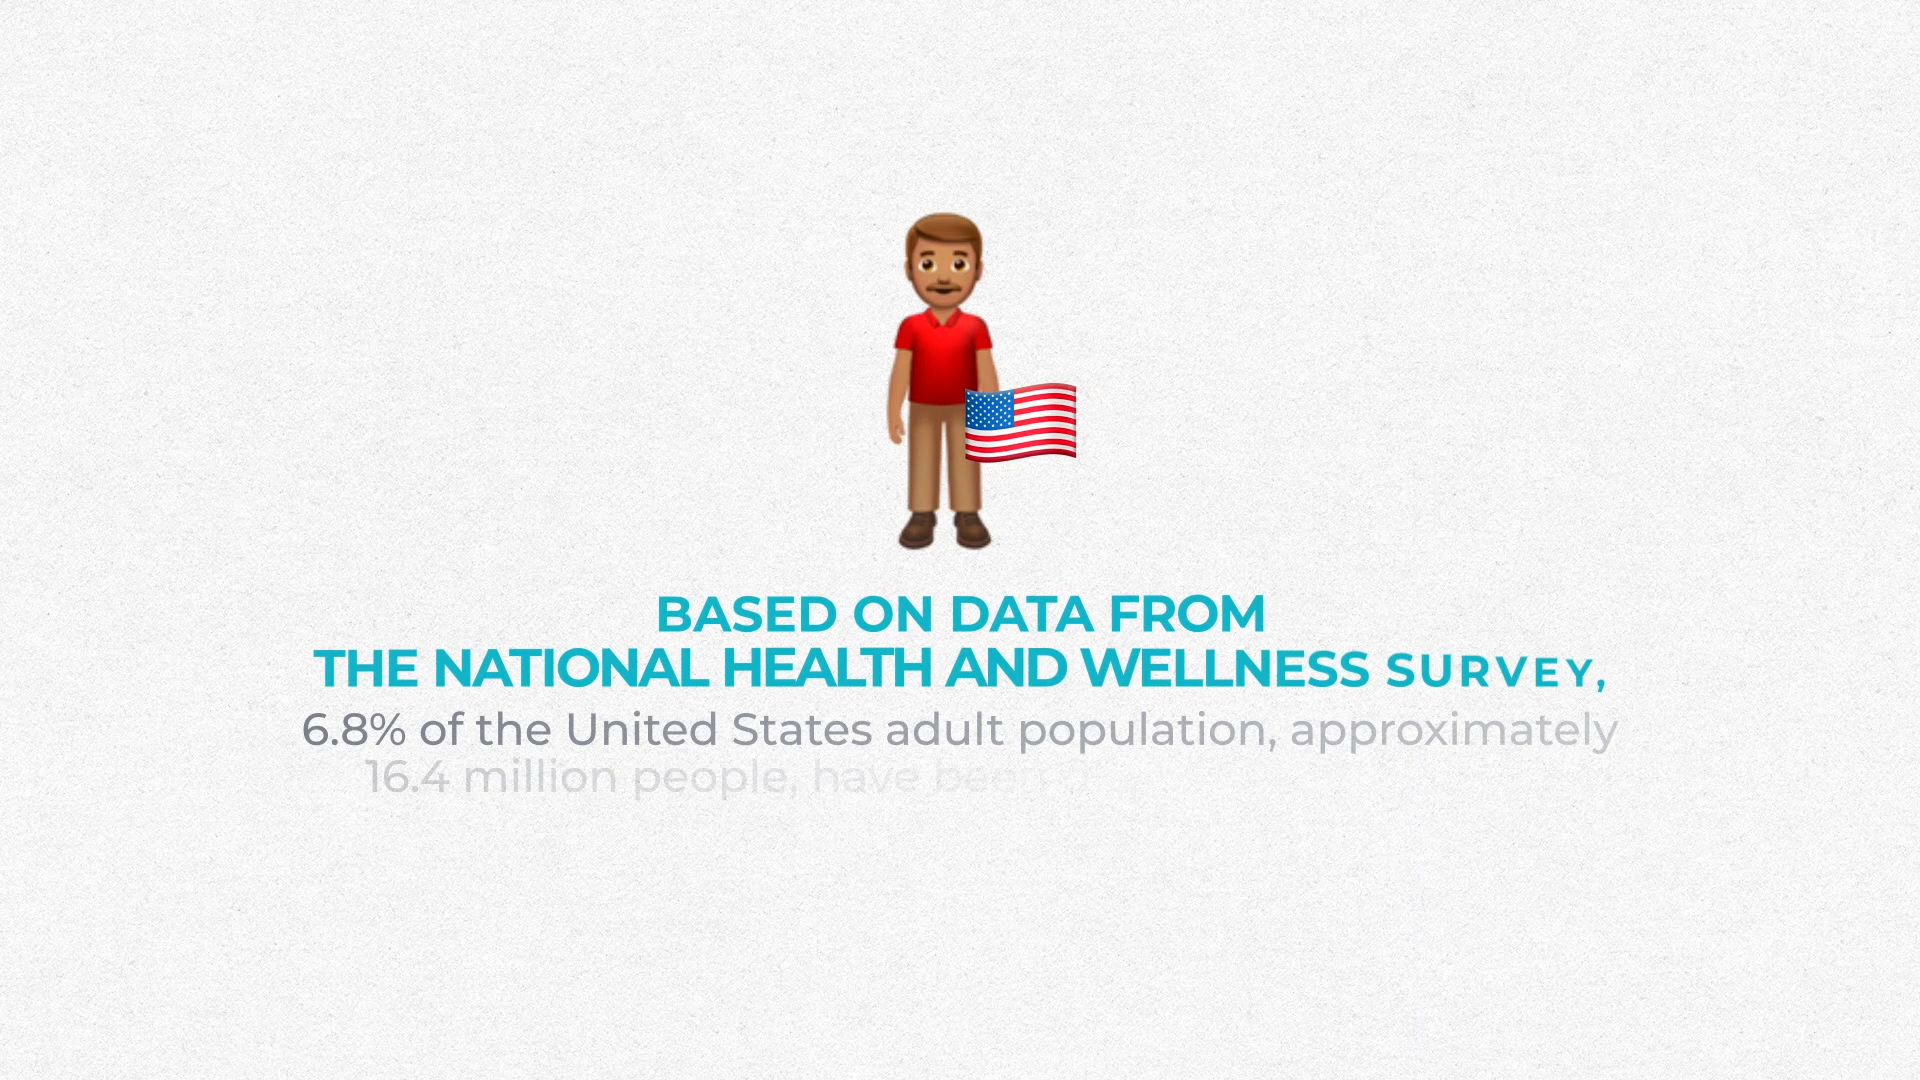 BASED ON DATA FROM
THE NATIONAL HEALTH AND WELLNESS SURVEY,
6.8% of the United States adult population, approximately
16.4 million people, have been